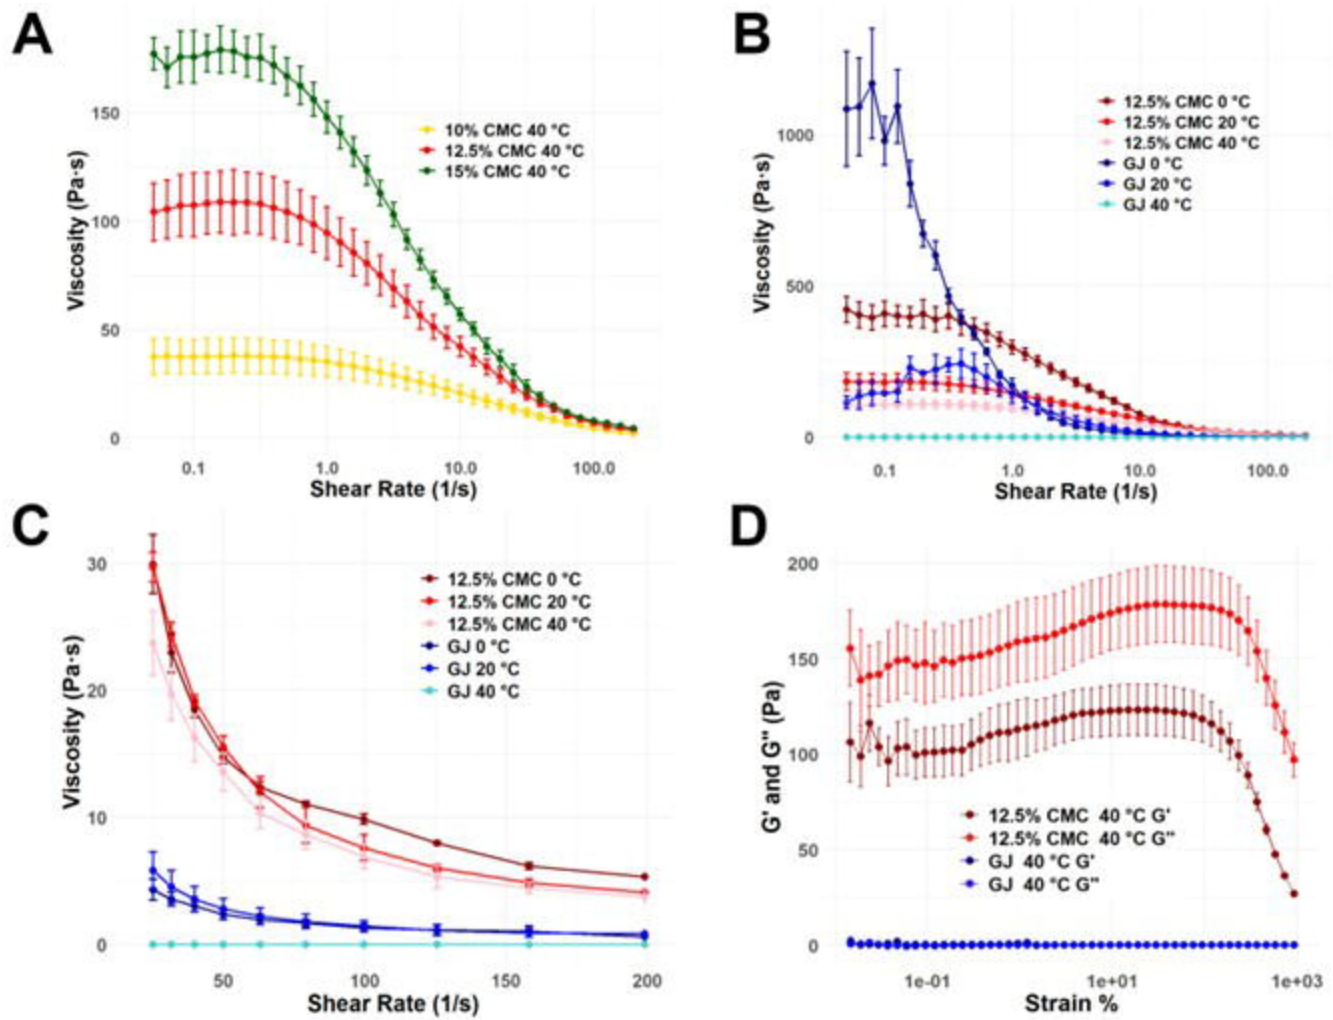 A
Viscosity (Pa·s)
150
100
50
0
10% CMC 40 °C
12.5% CMC 40 °C
15% CMC 40 °C
0.1
1.0
10.0
100.0
Shear Rate (1/s)
B
Viscosity (Pa·s)
1000
500
0
12.5% CMC 0 °C
12.5% CMC 20 °C
12.5% CMC 40 °C
GJ 0 °C
GJ 20 °C
GJ 40 °C
0.1
1.0
10.0
100.0
Shear Rate (1/s)
C
Viscosity (Pa·s)
30
20
10
0
12.5% CMC 0 °C
12.5% CMC 20 °C
12.5% CMC 40 °C
GJ 0 °C
GJ 20 °C
GJ 40 °C
50
100
150
200
Shear Rate (1/s)
D
G' and G" (Pa)
200
150
100
50
0
12.5% CMC 40 °C G'
12.5% CMC 40 °C G"
GJ 40 °C G'
GJ 40 °C G"
1e-01
1e+01
1e+03
Strain %